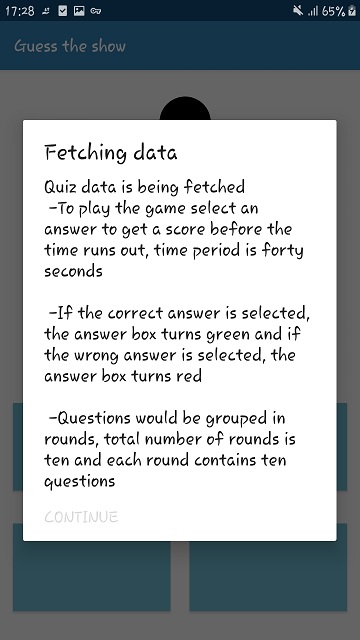 17:28
65%
Guess the show
Fetching data
Quiz data is being fetched
-To play the game select an
answer to get a score before the
time runs out, time period is forty
seconds
-If the correct answer is selected,
the answer box turns green and if
the wrong answer is selected, the
answer box turns red
-Questions would be grouped in
rounds, total number of rounds is
ten and each round contains ten
questions
CONTINUE